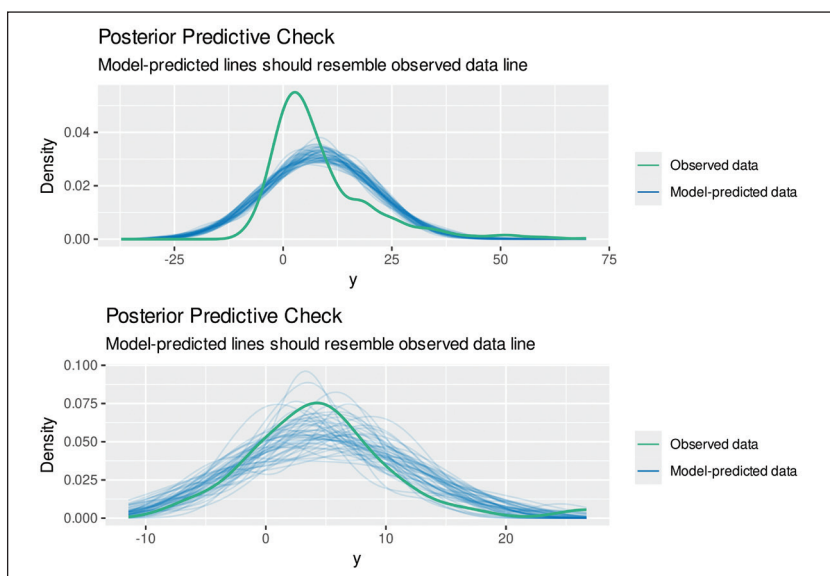 Posterior Predictive Check
Model-predicted lines should resemble observed data line
0.04
0.02
0.00
Density
-25
0
25
50
75
y
Observed data
Model-predicted data
Posterior Predictive Check
Model-predicted lines should resemble observed data line
0.100
0.075
0.050
0.025
0.000
Density
-10
0
10
20
y
Observed data
Model-predicted data